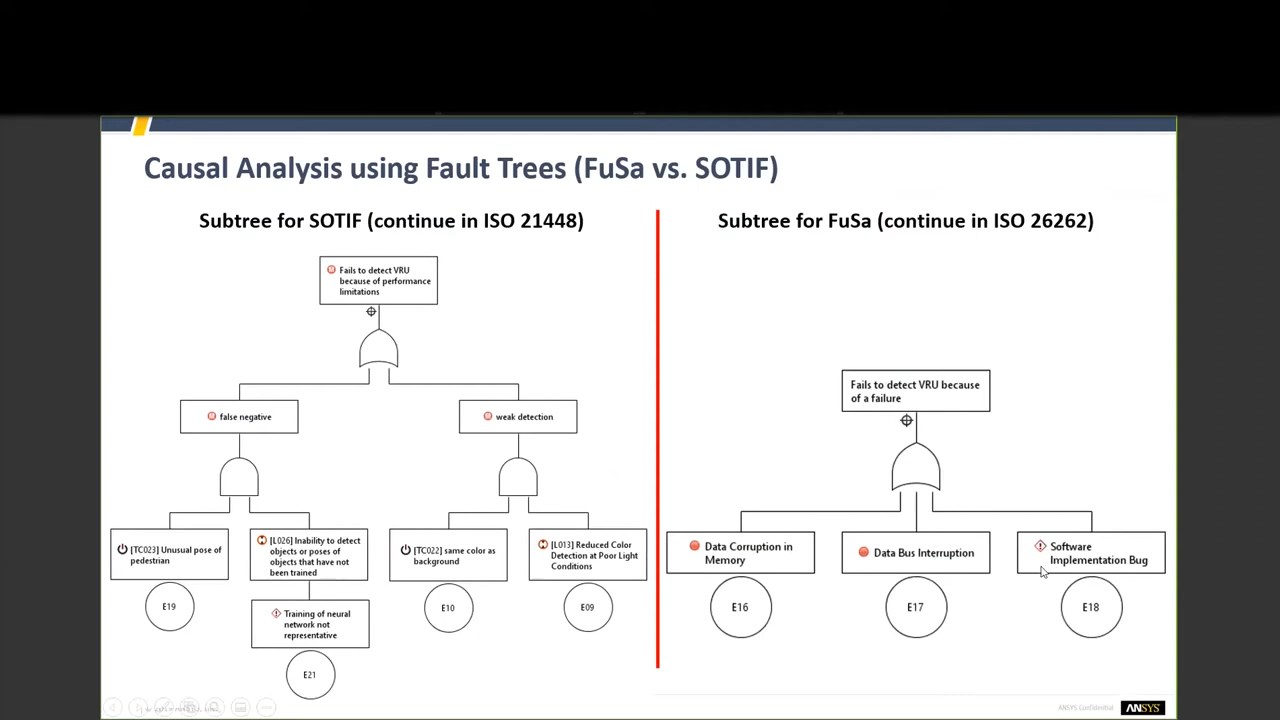 Causal Analysis using Fault Trees (FuSa vs. SOTIF)
Subtree for SOTIF (continue in ISO 21448)
Fails to detect VRU
because of performance
limitations
false negative
weak detection
[TC023] Unusual pose of
pedestrian
[L026] Inability to detect
objects or poses of
objects that have not
been trained
[TC022] same color as
background
[L013] Reduced Color
Detection at Poor Light
Conditions
E19
Training of neural
network not
representative
E10
E09
E21
Subtree for FuSa (continue in ISO 26262)
Fails to detect VRU because
of a failure
Data Corruption in
Memory
Data Bus Interruption
Software
Implementation Bug
E16
E17
E18
ANSYS Confidential
ANSYS